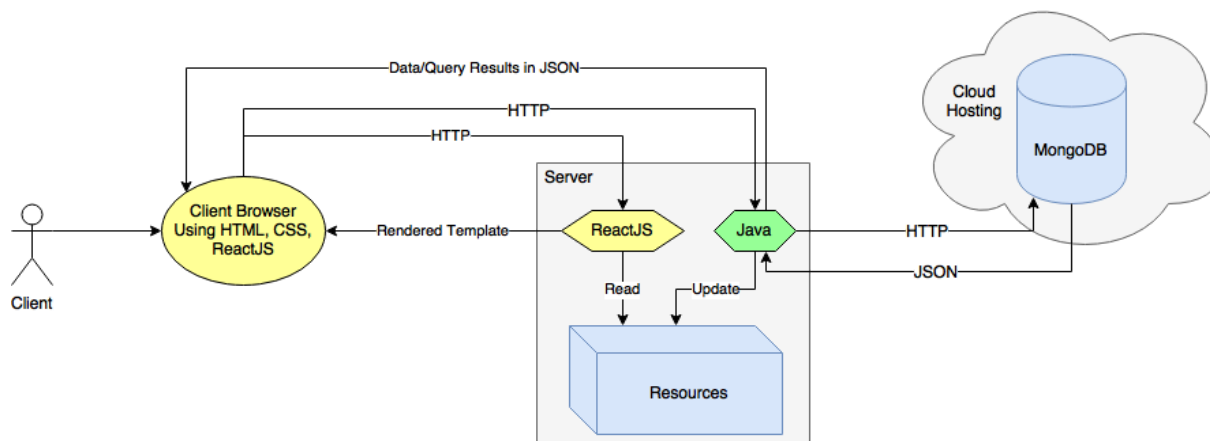 Data/Query Results in JSON
HTTP
HTTP
Cloud
Hosting
MongoDB
Server
Client Browser
Using HTML, CSS,
ReactJS
Rendered Template
ReactJS
Java
HTTP
JSON
Client
Read
Update
Resources